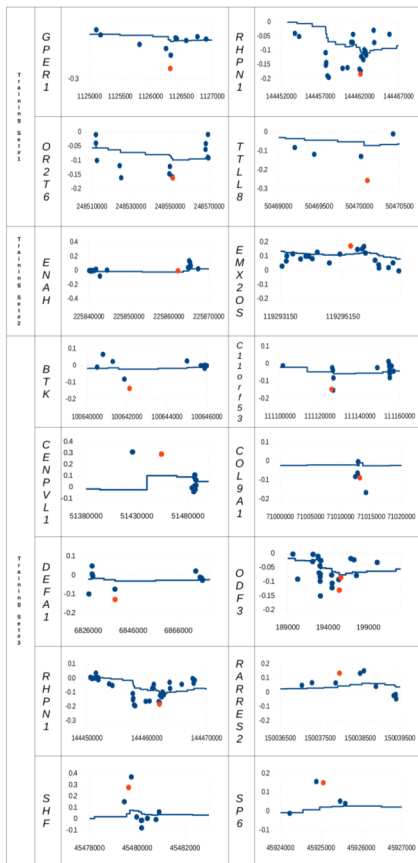 Training Set#1
GPER1
-0.3
1125000 1125500 1126000 1126500 1127000
RHPN1
0
-0.05
-0.1
-0.15
-0.2
144452000 144457000 144462000 144467000
OR2T6
0
-0.05
-0.1
-0.15
-0.2
248510000 248530000 248550000 248570000
TTLL8
0
-0.1
-0.2
-0.3
50469000 50469500 50470000 50470500
Training Set#2
ENAH
0.4
0.2
0
-0.2
-0.4
225840000 225850000 225860000 225870000
EMX2OS
0.2
0.1
0
-0.1
-0.2
119293150 119295150
Training Set#3
BTK
0.1
0
-0.1
-0.2
100640000 100642000 100644000 100646000
C11orf53
0.1
0
-0.1
-0.2
111100000 111120000 111140000 111160000
CENPVL1
0.4
0.3
0.2
0.1
0
-0.1
51380000 51430000 51480000
COL9A1
0.1
0
-0.1
-0.2
71000000 71005000 71010000 71015000 71020000
DEFA1
0.1
0
-0.1
-0.2
6826000 6846000 6866000
ODF3
0
-0.05
-0.1
-0.15
-0.2
189000 194000 199000
RHPN1
0.1
0
-0.1
-0.2
-0.3
144450000 144460000 144470000
RARRES2
0.2
0.1
0
-0.1
-0.2
150036500 150037500 150038500 150039500
SHF
0.4
0.3
0.2
0.1
0
-0.1
45478000 45480000 45482000
SP6
0.2
0.1
0
-0.1
45924000 45925000 45926000 45927000